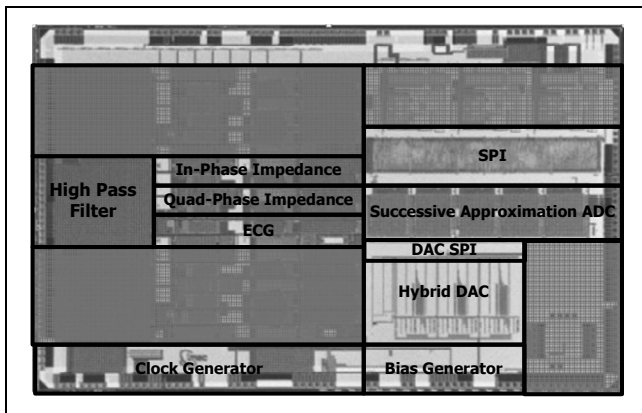 In-Phase Impedance
SPI
High Pass
Filter
Quad-Phase Impedance
Successive Approximation ADC
ECG
DAC SPI
Hybrid DAC
imec
Clock Generator
Bias Generator